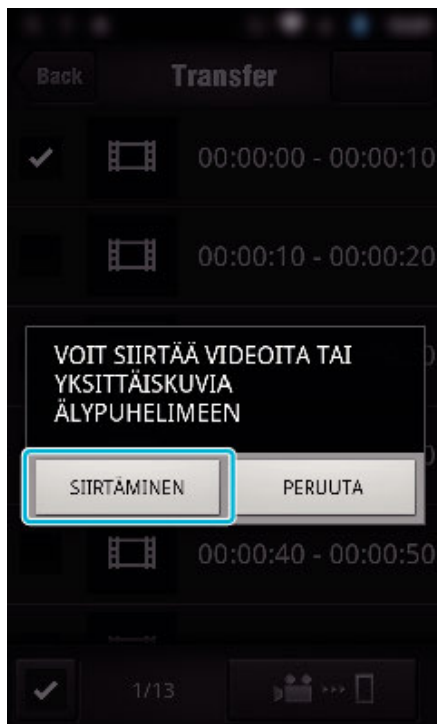 Back
Transfer
00:00:00 - 00:00:10
00:00:10 - 00:00:20
VOIT SIIRTÄÄ VIDEOITA TAI
YKSITTÄISKUVIA
ÄLYPUHELIMEEN
SIIRTÄMINEN
PERUUTA
00:00:40 - 00:00:50
1/13